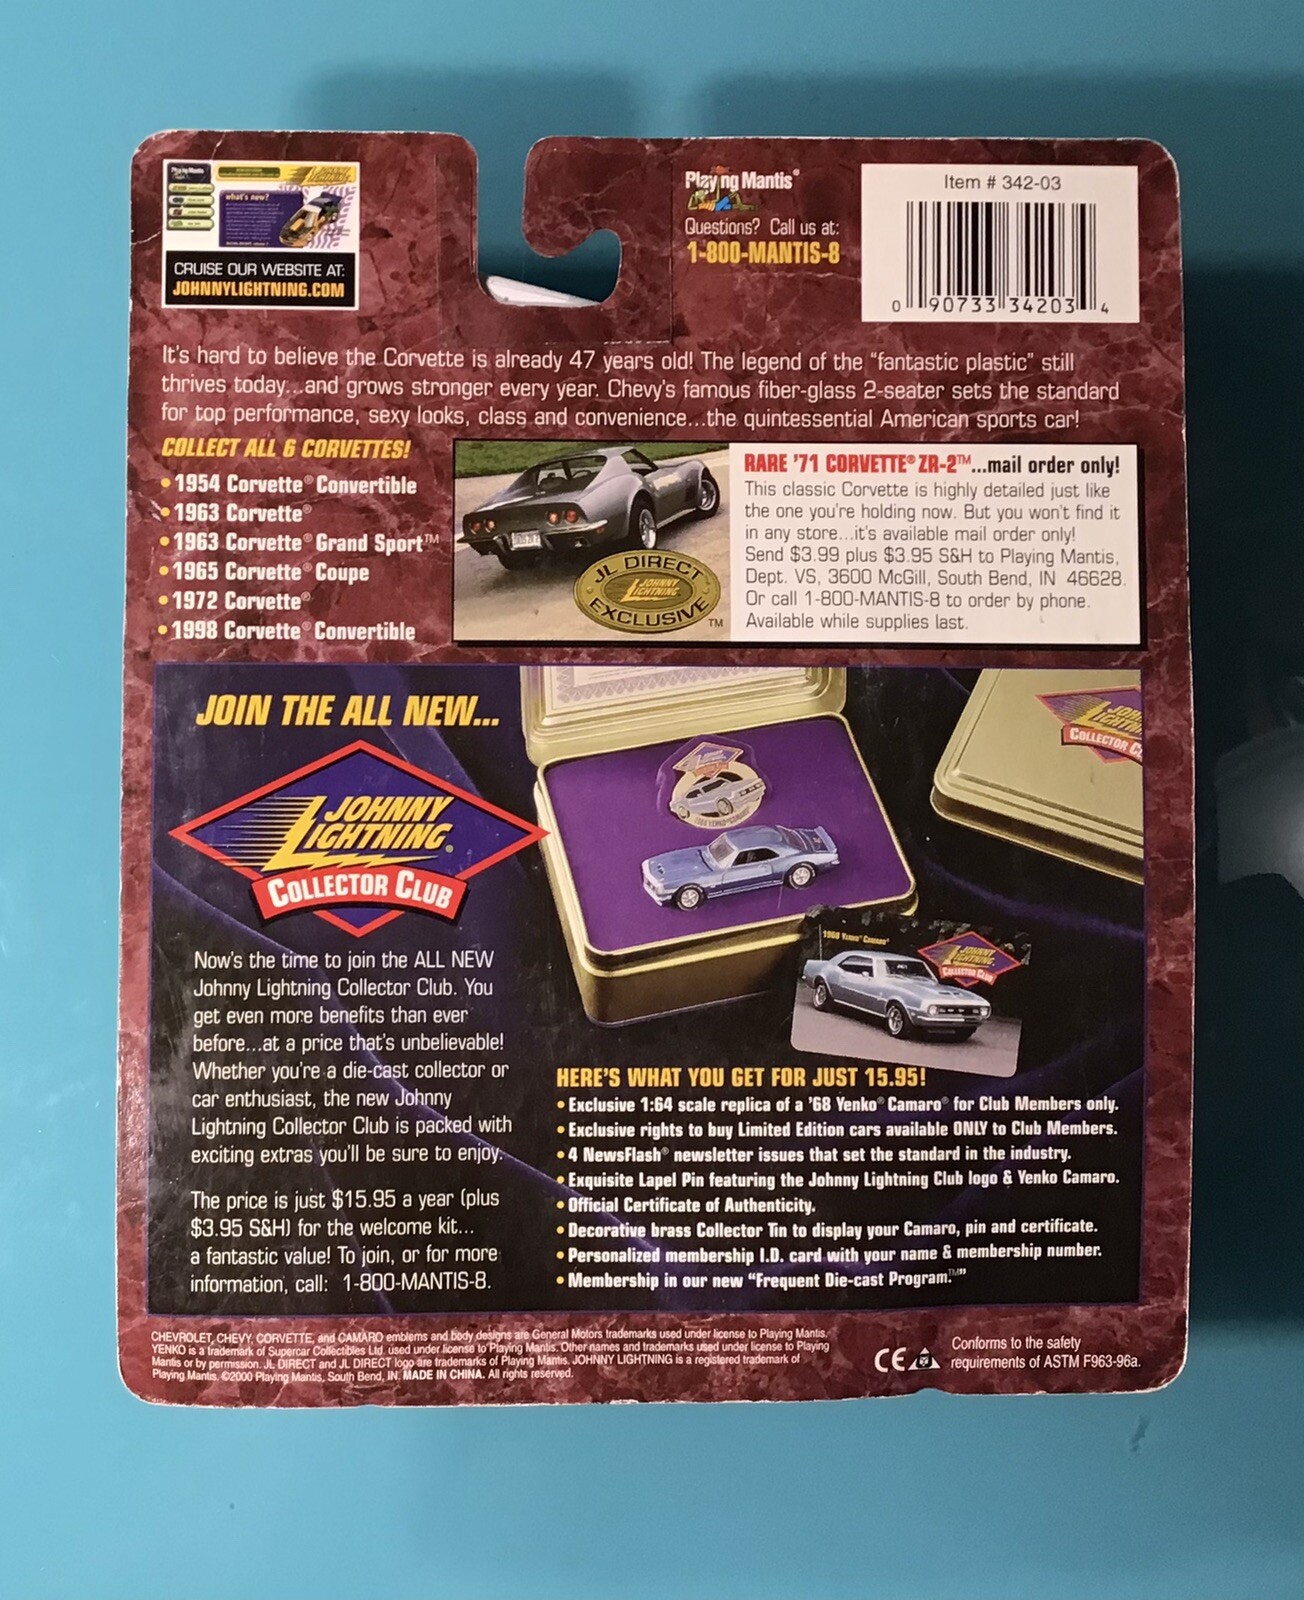 Playing Mantis
what's new?
CRUISE OUR WEBSITE AT:
JOHNNYLIGHTNING.COM
Playing Mantis®
Questions? Call us at:
1-800-MANTIS-8
Item # 342-03
0 90733 34203 4
It's hard to believe the Corvette is already 47 years old! The legend of the "fantastic plastic" still
thrives today...and grows stronger every year. Chevy's famous fiber-glass 2-seater sets the standard
for top performance, sexy looks, class and convenience...the quintessential American sports car!
COLLECT ALL 6 CORVETTES!
• 1954 Corvette® Convertible
• 1963 Corvette®
• 1963 Corvette® Grand Sport™
• 1965 Corvette® Coupe
• 1972 Corvette®
• 1998 Corvette® Convertible
JL DIRECT
JOHNNY
LIGHTNING
EXCLUSIVE ™
RARE '71 CORVETTE® ZR-2™...mail order only!
This classic Corvette is highly detailed just like
the one you're holding now. But you won't find it
in any store...it's available mail order only!
Send $3.99 plus $3.95 S&H to Playing Mantis,
Dept. VS, 3600 McGill, South Bend, IN 46628.
Or call 1-800-MANTIS-8 to order by phone.
Available while supplies last.
JOIN THE ALL NEW...
JOHNNY
LIGHTNING®
COLLECTOR CLUB
Now's the time to join the ALL NEW
Johnny Lightning Collector Club. You
get even more benefits than ever
before...at a price that's unbelievable!
Whether you're a die-cast collector or
car enthusiast, the new Johnny
Lightning Collector Club is packed with
exciting extras you'll be sure to enjoy.
The price is just $15.95 a year (plus
$3.95 S&H) for the welcome kit...
a fantastic value! To join, or for more
information, call: 1-800-MANTIS-8.
JOHN
LIGHTN
COLLECTOR C
1968 YENKO® CAMARO®
JOHNNY
LIGHTNING
COLLECTOR CLUB
HERE'S WHAT YOU GET FOR JUST 15.95!
• Exclusive 1:64 scale replica of a '68 Yenko® Camaro® for Club Members only.
• Exclusive rights to buy Limited Edition cars available ONLY to Club Members.
• 4 NewsFlash® newsletter issues that set the standard in the industry.
• Exquisite Lapel Pin featuring the Johnny Lightning Club logo & Yenko Camaro.
• Official Certificate of Authenticity.
• Decorative brass Collector Tin to display your Camaro, pin and certificate.
• Personalized membership I.D. card with your name & membership number.
• Membership in our new "Frequent Die-cast Program.™"
CHEVROLET, CHEVY, CORVETTE, and CAMARO emblems and body designs are General Motors trademarks used under license to Playing Mantis.
YENKO is a trademark of Supercar Collectibles Ltd. used under license to Playing Mantis. Other names and trademarks used under license to Playing
Mantis or by permission. JL DIRECT and JL DIRECT logo are trademarks of Playing Mantis. JOHNNY LIGHTNING is a registered trademark of
Playing Mantis. ©2000 Playing Mantis, South Bend, IN. MADE IN CHINA. All rights reserved.
CE
Conforms to the safety
requirements of ASTM F963-96a.